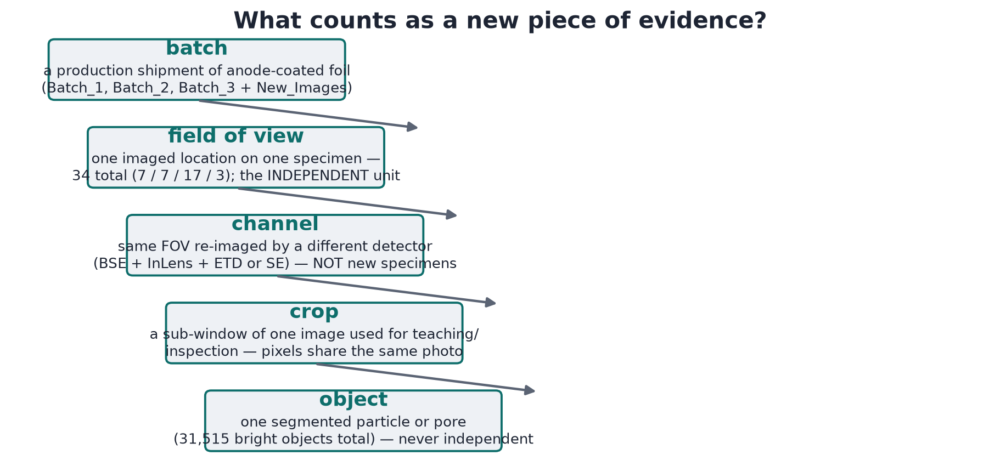 What counts as a new piece of evidence?
batch
a production shipment of anode-coated foil
(Batch_1, Batch_2, Batch_3 + New_Images)
field of view
one imaged location on one specimen —
34 total (7 / 7 / 17 / 3); the INDEPENDENT unit
channel
same FOV re-imaged by a different detector
(BSE + InLens + ETD or SE) — NOT new specimens
crop
a sub-window of one image used for teaching/
inspection — pixels share the same photo
object
one segmented particle or pore
(31,515 bright objects total) — never independent